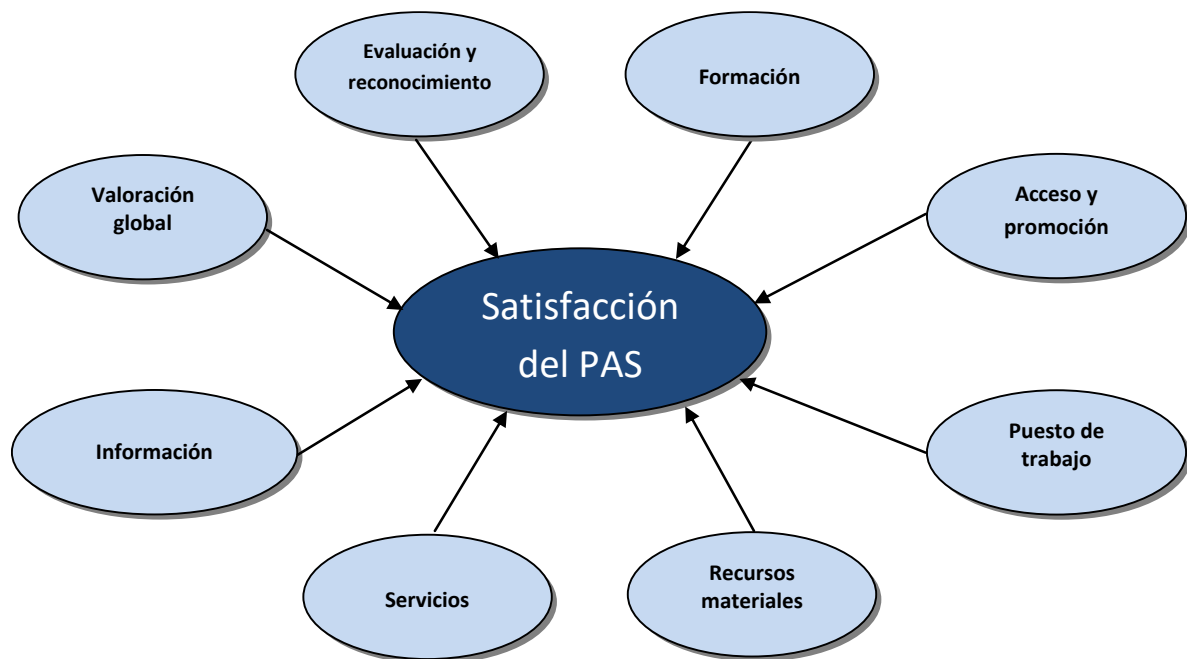 Evaluación y
reconocimiento
Formación
Valoración
global
Acceso y
promoción
Satisfacción
del PAS
Información
Puesto de
trabajo
Servicios
Recursos
materiales